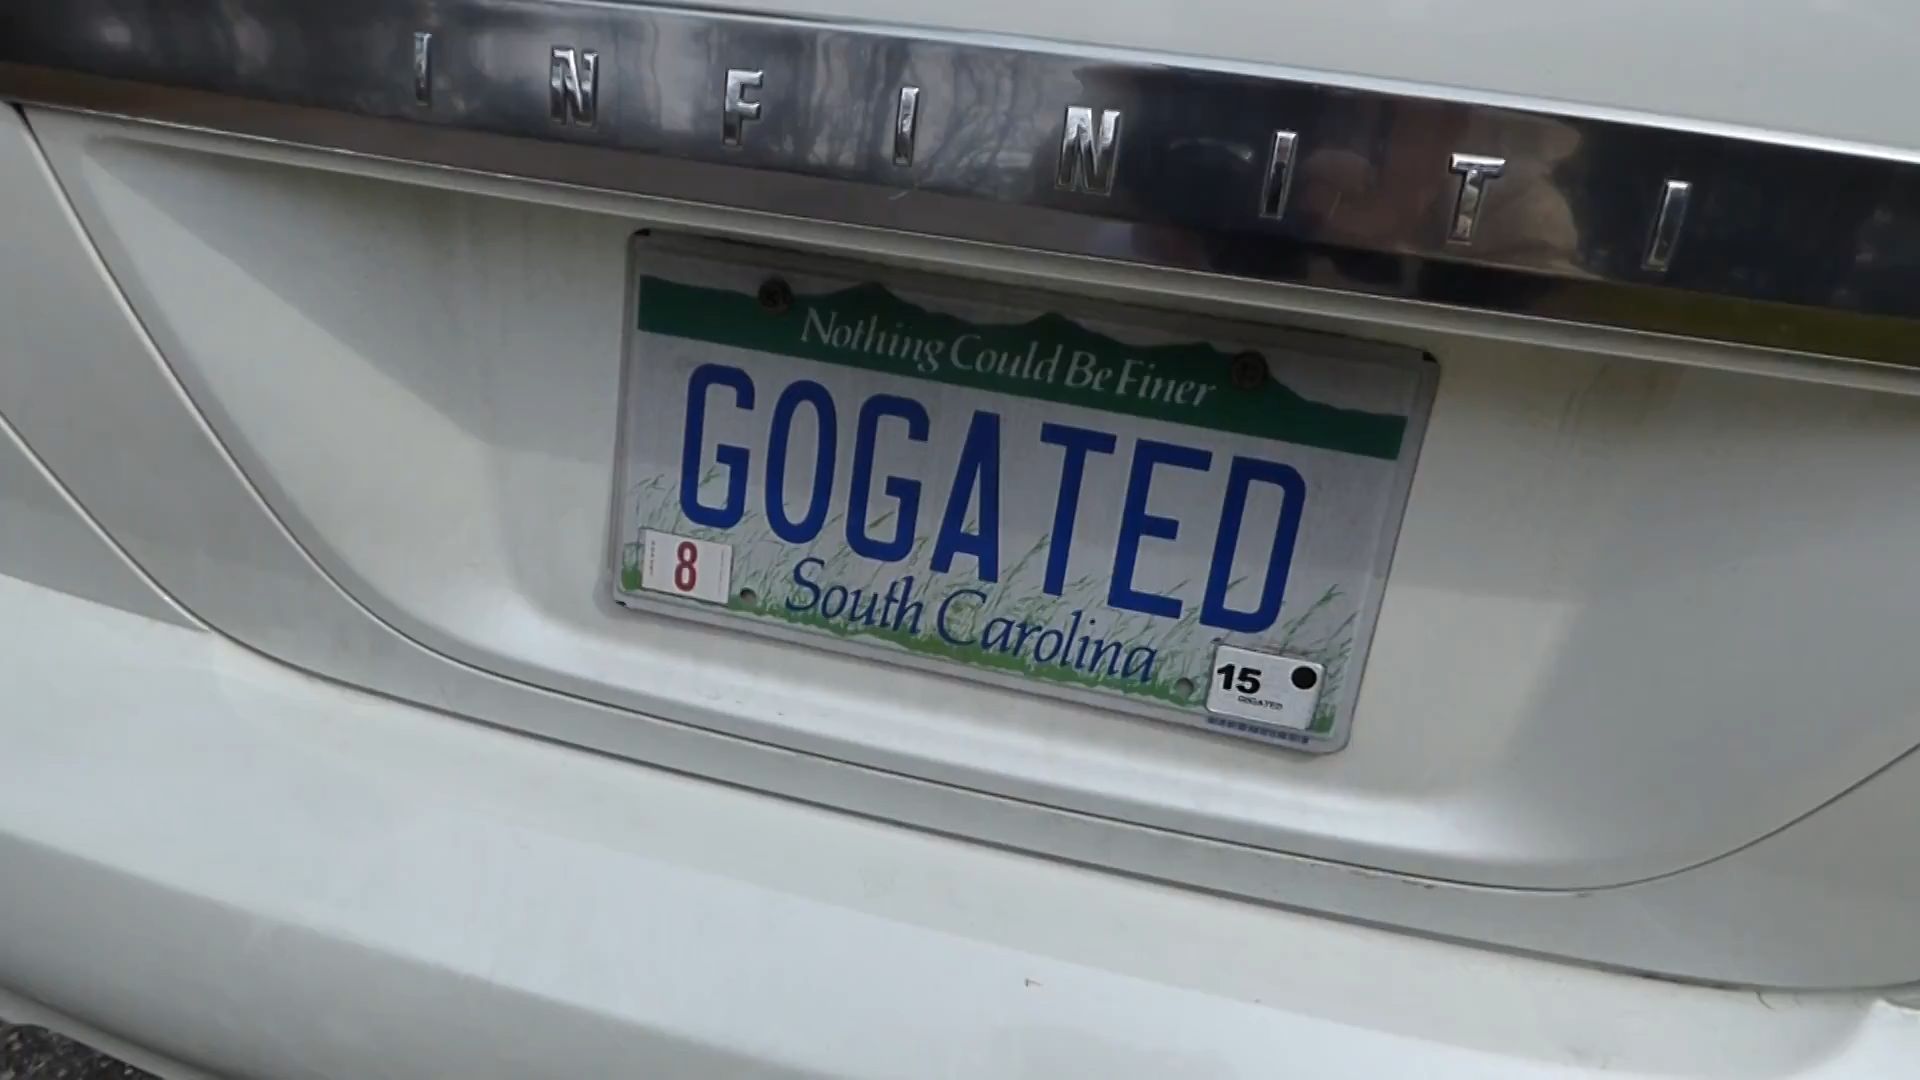 INFINITI
Nothing Could Be Finer
GOGATED
8
South Carolina
15
GOGATED